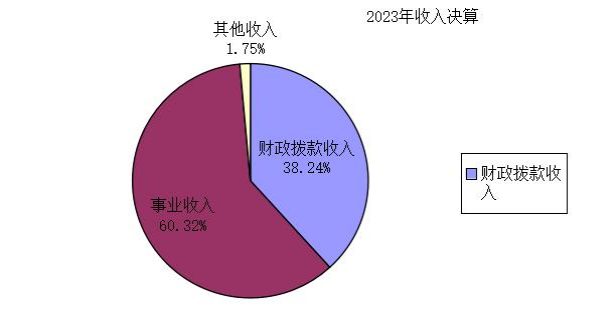 2023年收入决算
其他收入
1.75%
财政拨款收入
38.24%
事业收入
60.32%
财政拨款收
入